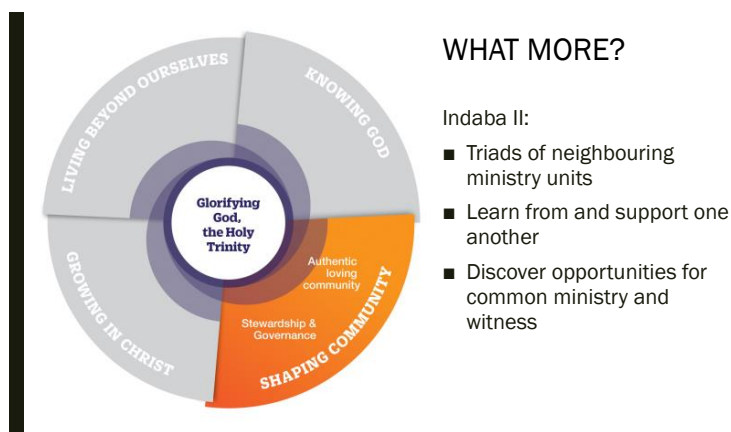 LIVING BEYOND OURSELVES
KNOWING GOD
Glorifying
God,
the Holy
Trinity
GROWING IN CHRIST
Authentic
loving
community
Stewardship &
Governance
SHAPING COMMUNITY
WHAT MORE?
Indaba II:
■ Triads of neighbouring
ministry units
■ Learn from and support one
another
■ Discover opportunities for
common ministry and
witness